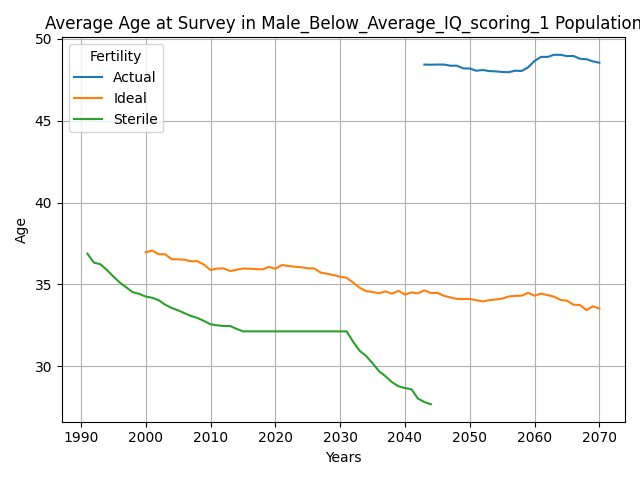 Average Age at Survey in Male_Below_Average_IQ_scoring_1 Population
Fertility
Actual
Ideal
Sterile
Age
50
45
40
35
30
1990 2000 2010 2020 2030 2040 2050 2060 2070
Years